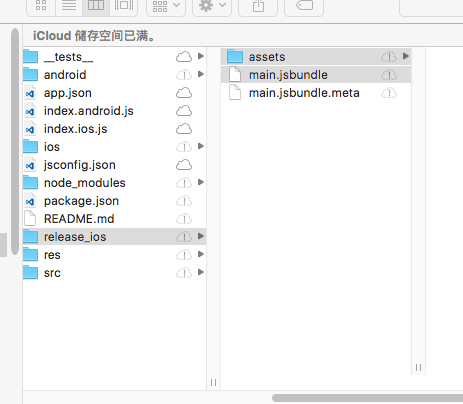 iCloud 储存空间已满。
__tests__
android
app.json
index.android.js
index.ios.js
ios
jsconfig.json
node_modules
package.json
README.md
release_ios
res
src
assets
main.jsbundle
main.jsbundle.meta